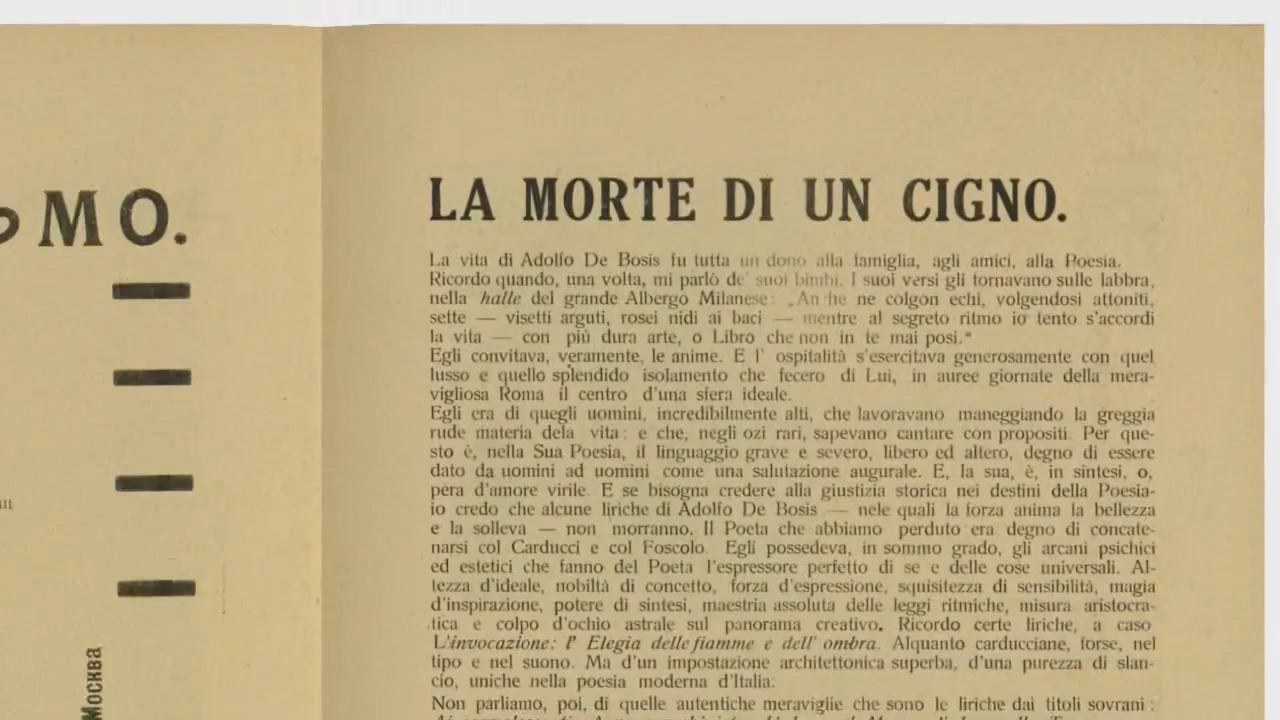 MO.
Москва
LA MORTE DI UN CIGNO.
La vita di Adolfo De Bosis fu tutta un dono alla famiglia, agli amici, alla Poesia.
Ricordo quando, una volta, mi parlò de' suoi bimbi. I suoi versi gli tornavano sulle labbra,
nella halle del grande Albergo Milanese: „An he ne colgon echi, volgendosi attoniti,
sette — visetti arguti, rosei nidi ai baci — mentre al segreto ritmo io tento s'accordi
la vita — con più dura arte, o Libro che non in te mai posi.“
Egli convitava, veramente, le anime. E l' ospitalità s'esercitava generosamente con quel
lusso e quello splendido isolamento che fecero di Lui, in auree giornate della mera-
vigliosa Roma il centro d'una sfera ideale.
Egli era di quegli uomini, incredibilmente alti, che lavoravano maneggiando la greggia
rude materia dela vita: e che, negli ozi rari, sapevano cantare con propositi. Per que-
sto è, nella Sua Poesia, il linguaggio grave e severo, libero ed altero, degno di essere
dato da uomini ad uomini come una salutazione augurale. E, la sua, è, in sintesi, o,
pera d'amore virile. E se bisogna credere alla giustizia storica nei destini della Poesia-
io credo che alcune liriche di Adolfo De Bosis — nele quali la forza anima la bellezza
e la solleva — non morranno. Il Poeta che abbiamo perduto era degno di concate-
narsi col Carducci e col Foscolo. Egli possedeva, in sommo grado, gli arcani psichici
ed estetici che fanno del Poeta l'espressore perfetto di se e delle cose universali. Al-
tezza d'ideale, nobiltà di concetto, forza d'espressione, squisitezza di sensibilità, magia
d'inspirazione, potere di sintesi, maestria assoluta delle leggi ritmiche, misura aristocra-
tica e colpo d'ochio astrale sul panorama creativo. Ricordo certe liriche, a caso
L'invocazione: l' Elegia delle fiamme e dell' ombra. Alquanto carducciane, forse, nel
tipo e nel suono. Ma d'un impostazione architettonica superba, d'una purezza di slan-
cio, uniche nella poesia moderna d'Italia.
Non parliamo, poi, di quelle autentiche meraviglie che sono le liriche dai titoli sovrani: